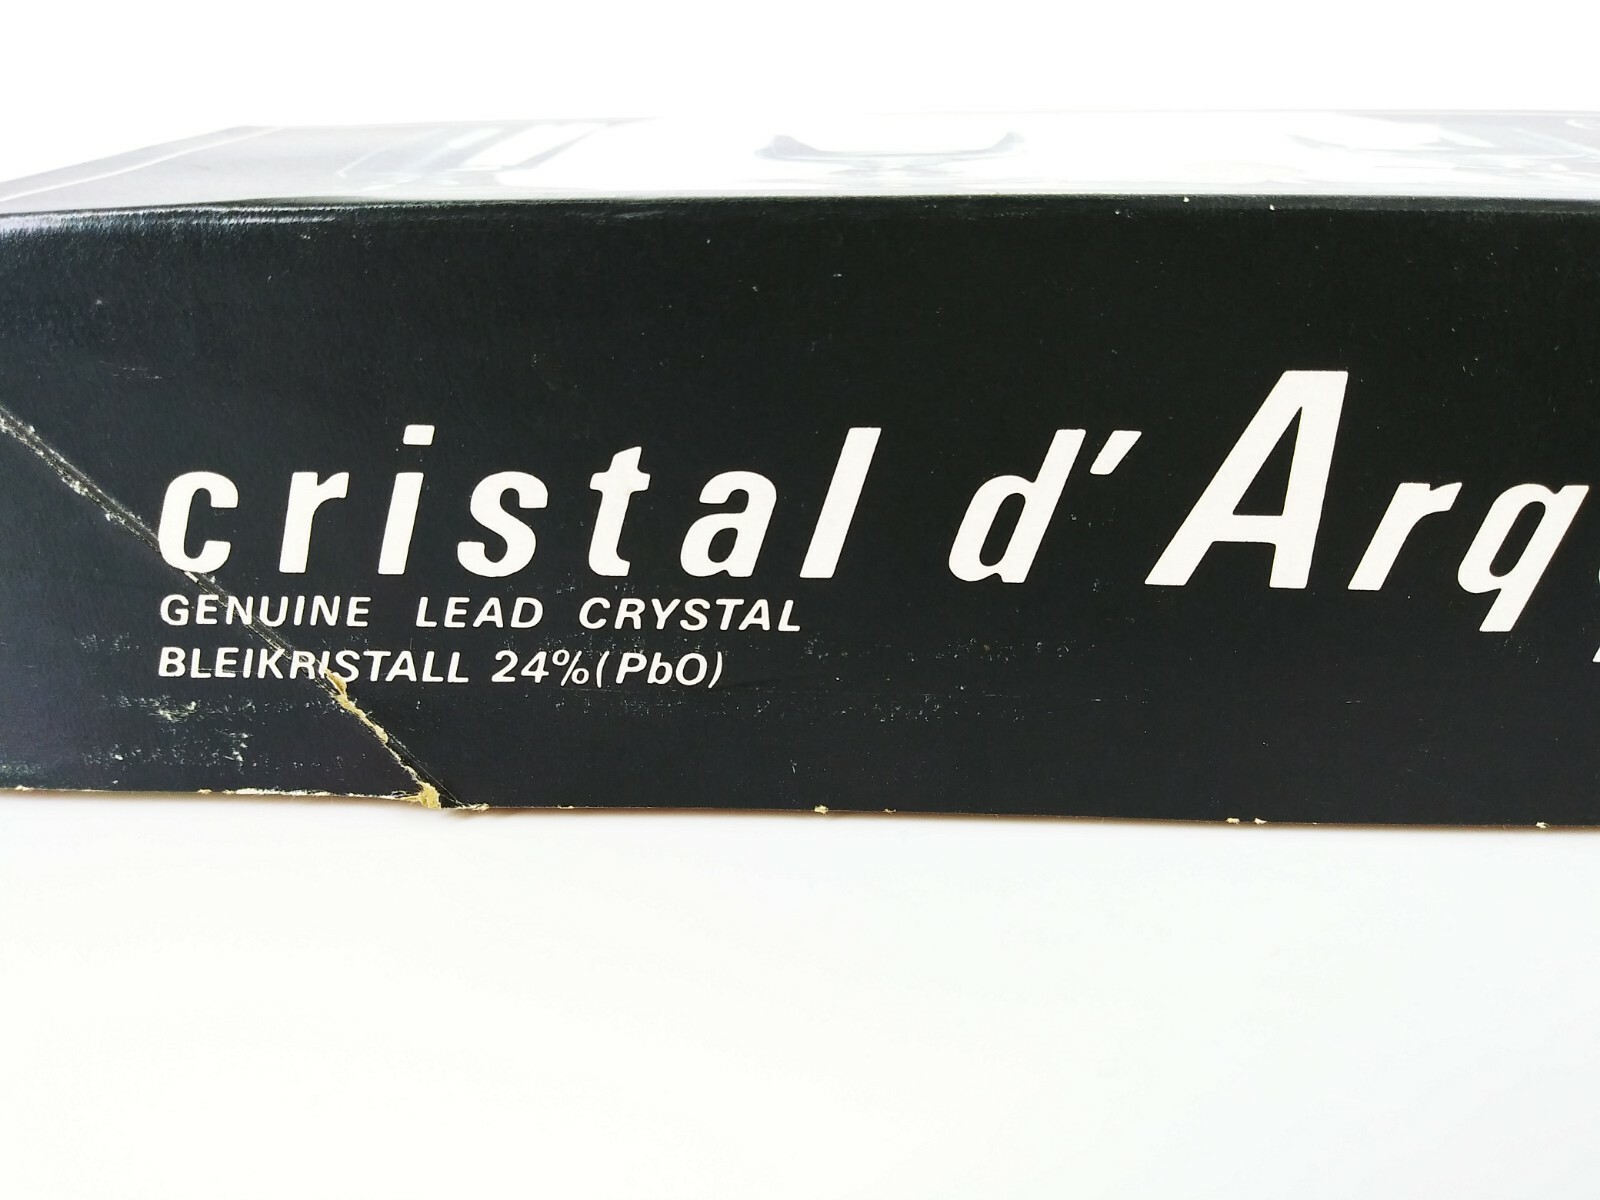 cristal d'Arq
GENUINE LEAD CRYSTAL
BLEIKRISTALL 24% (PbO)